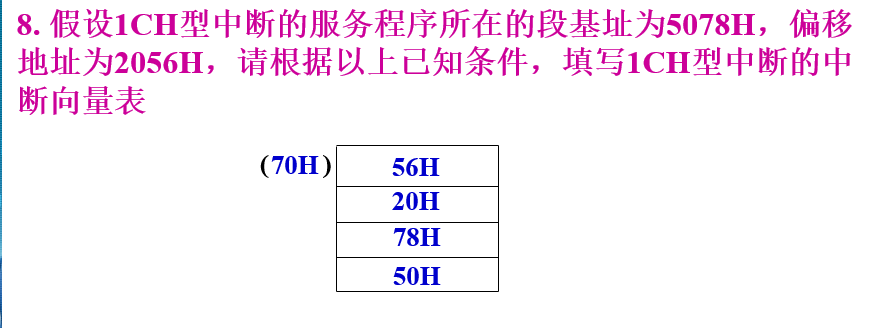 8. 假设1CH型中断的服务程序所在的段基址为5078H，偏移
地址为2056H，请根据以上已知条件，填写1CH型中断的中
断向量表
(70H) 56H
20H
78H
50H